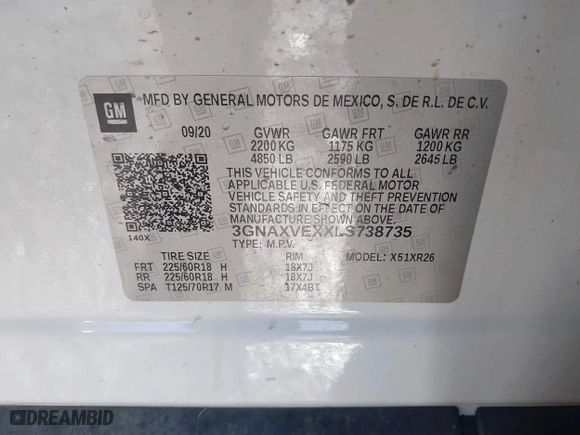 GM
MFD BY GENERAL MOTORS DE MEXICO, S. DE R.L. DE C.V.
09/20 GVWR GAWR FRT GAWR RR
2200 KG 1175 KG 1200 KG
4850 LB 2590 LB 2645 LB
THIS VEHICLE CONFORMS TO ALL
APPLICABLE U.S. FEDERAL MOTOR
VEHICLE SAFETY AND THEFT PREVENTION
STANDARDS IN EFFECT ON THE DATE OF
MANUFACTURE SHOWN ABOVE.
140X 3GNAXVEXXLS738735
TYPE: M.P.V. MODEL: X51XR26
TIRE SIZE RIM
FRT 225/60R18 H 18X7J
RR 225/60R18 H 18X7J
SPA T125/70R17 M 17X4BT
DREAMBID